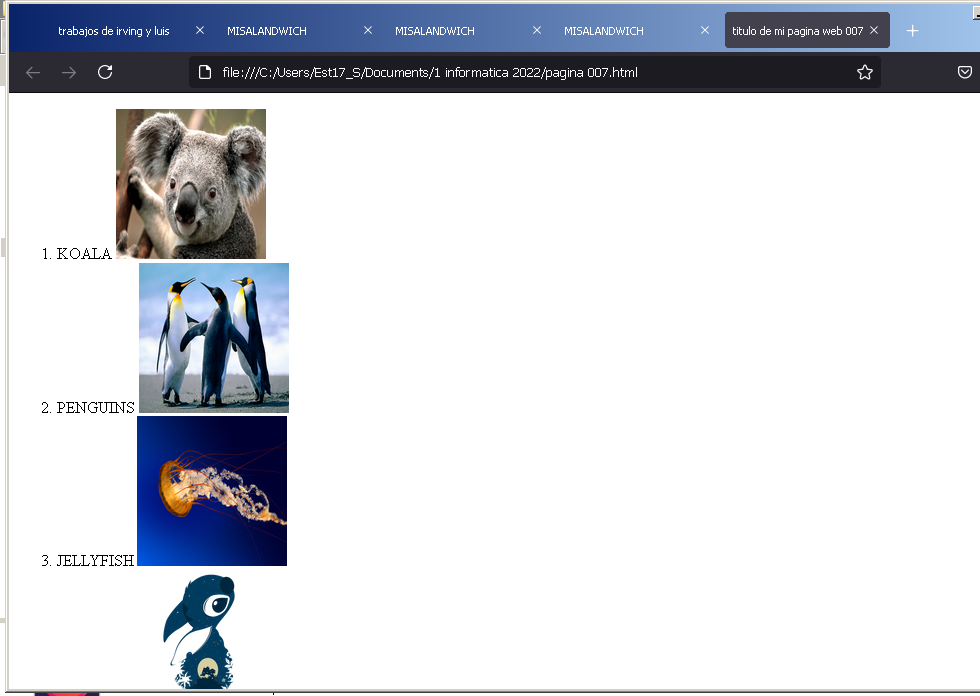 trabajos de irving y luis
MISALANDWICH
MISALANDWICH
MISALANDWICH
titulo de mi pagina web 007
file:///C:/Users/Est17_S/Documents/1 informatica 2022/pagina 007.html
1. KOALA
2. PENGUINS
3. JELLYFISH